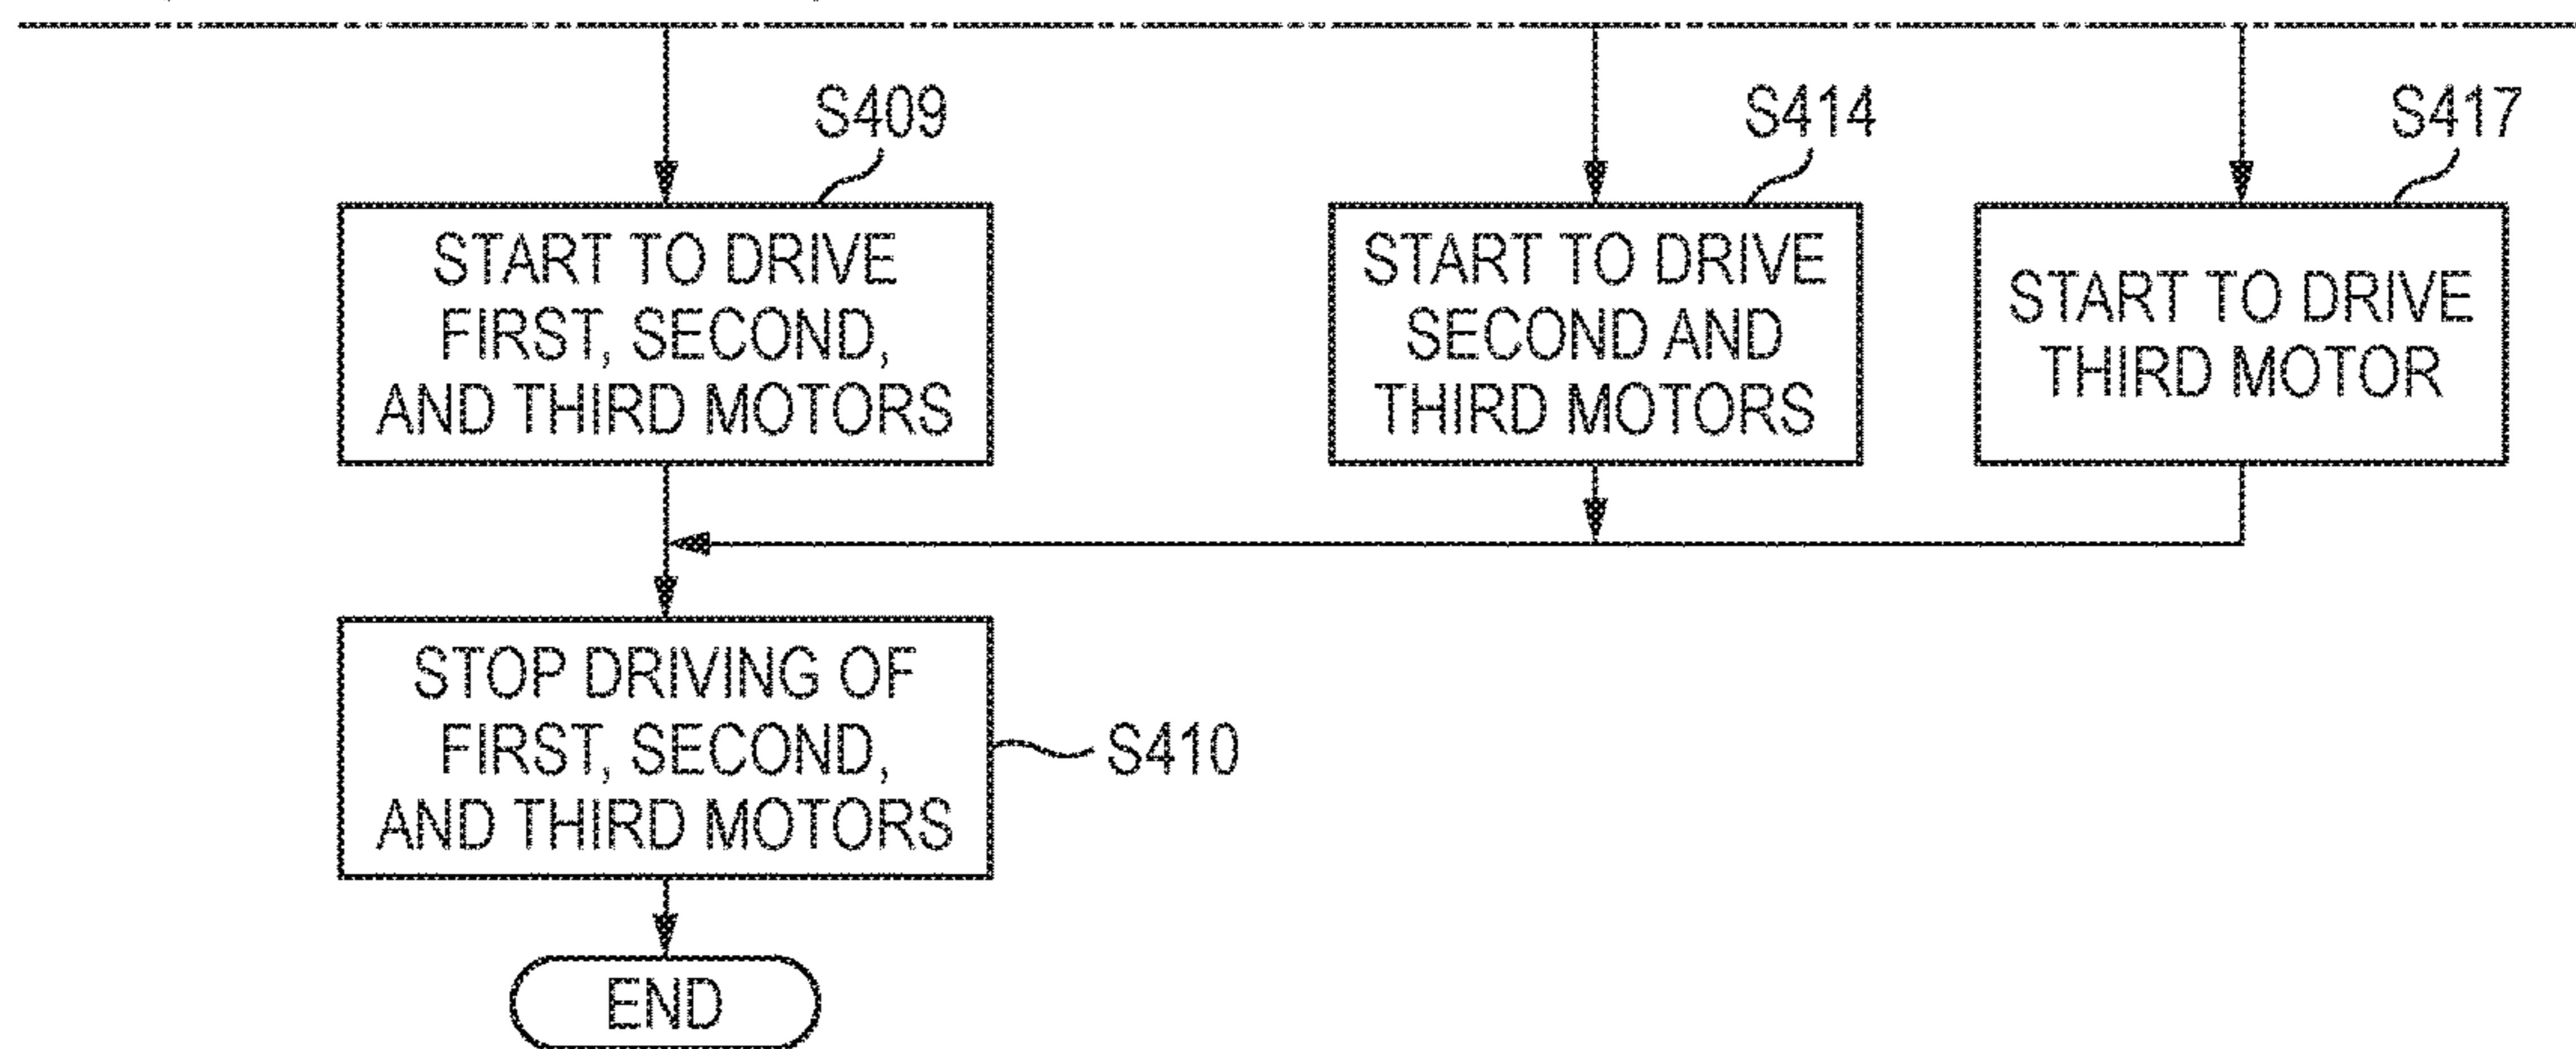 S409
START TO DRIVE
FIRST, SECOND,
AND THIRD MOTORS
S414
START TO DRIVE
SECOND AND
THIRD MOTORS
S417
START TO DRIVE
THIRD MOTOR
STOP DRIVING OF
FIRST, SECOND,
AND THIRD MOTORS
S410
END